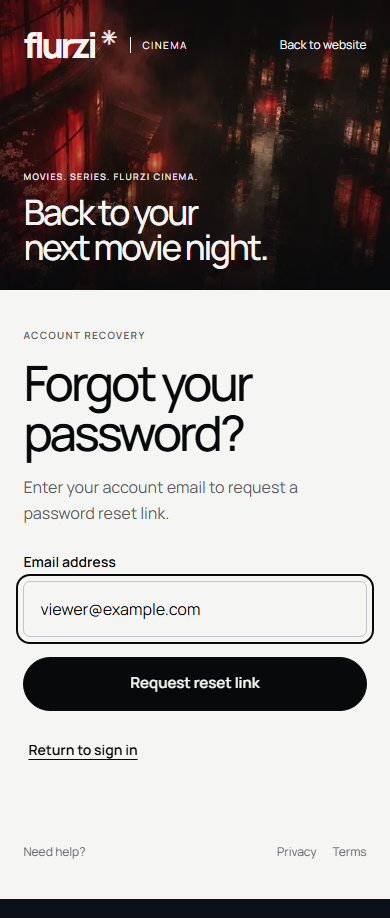 flurzi* | CINEMA
Back to website
MOVIES. SERIES. FLURZI CINEMA.
Back to your
next movie night.
ACCOUNT RECOVERY
Forgot your
password?
Enter your account email to request a
password reset link.
Email address
viewer@example.com
Request reset link
Return to sign in
Need help?
Privacy
Terms